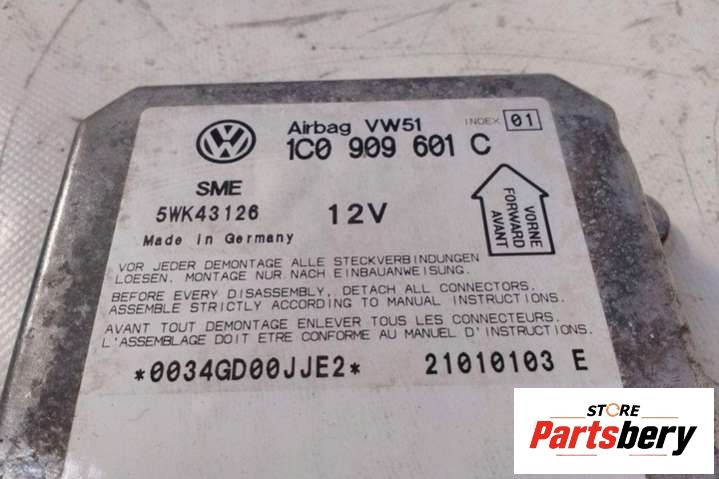 Airbag VW51 INDEX 01
1C0 909 601 C
SME
5WK43126 12V
Made in Germany
VORNE
FORWARD
AVANT
VOR JEDER DEMONTAGE ALLE STECKVERBINDUNGEN
LOESEN. MONTAGE NUR NACH EINBAUANWEISUNG.
BEFORE EVERY DISASSEMBLY, DETACH ALL CONNECTORS.
ASSEMBLE STRICTLY ACCORDING TO MANUAL INSTRUCTIONS.
AVANT TOUT DEMONTAGE ENLEVER TOUS LES CONNECTEURS.
L'ASSEMBLAGE DOIT ETRE CONFORME AU MANUEL D'INSTRUCTIONS.
*0034GD00JJE2* 21010103 E
STORE
Partsbery